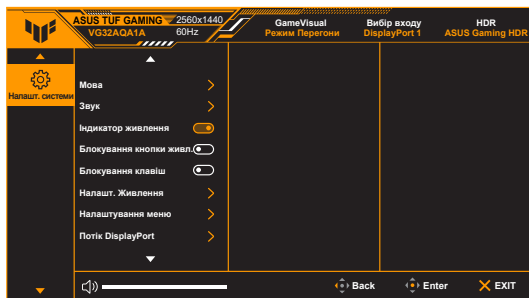 ASUS TUF GAMING 2560x1440
VG32AQA1A 60Hz
GameVisual
Режим Перегони
Вибір входу
DisplayPort 1
HDR
ASUS Gaming HDR
Налашт. системи
Мова
Звук
Індикатор живлення
Блокування кнопки живл.
Блокування клавіш
Налашт. Живлення
Налаштування меню
Потік DisplayPort
Back
Enter
EXIT